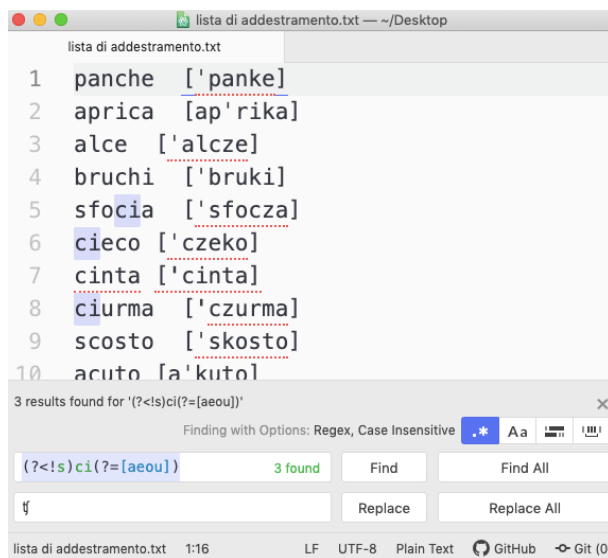 lista di addestramento.txt — ~/Desktop
lista di addestramento.txt
1 panche ['panke]
2 aprica [ap'rika]
3 alce ['alcze]
4 bruchi ['bruki]
5 sfocia ['sfocza]
6 cieco ['czeko]
7 cinta ['cinta]
8 ciurma ['czurma]
9 scosto ['skosto]
10 acuto [a'kuto]
3 results found for '(?<!s)ci(?=[aeou])'
Finding with Options: Regex, Case Insensitive .* Aa
(?<!s)ci(?=[aeou]) 3 found Find Find All
ʧ Replace Replace All
lista di addestramento.txt 1:16 LF UTF-8 Plain Text GitHub Git (0